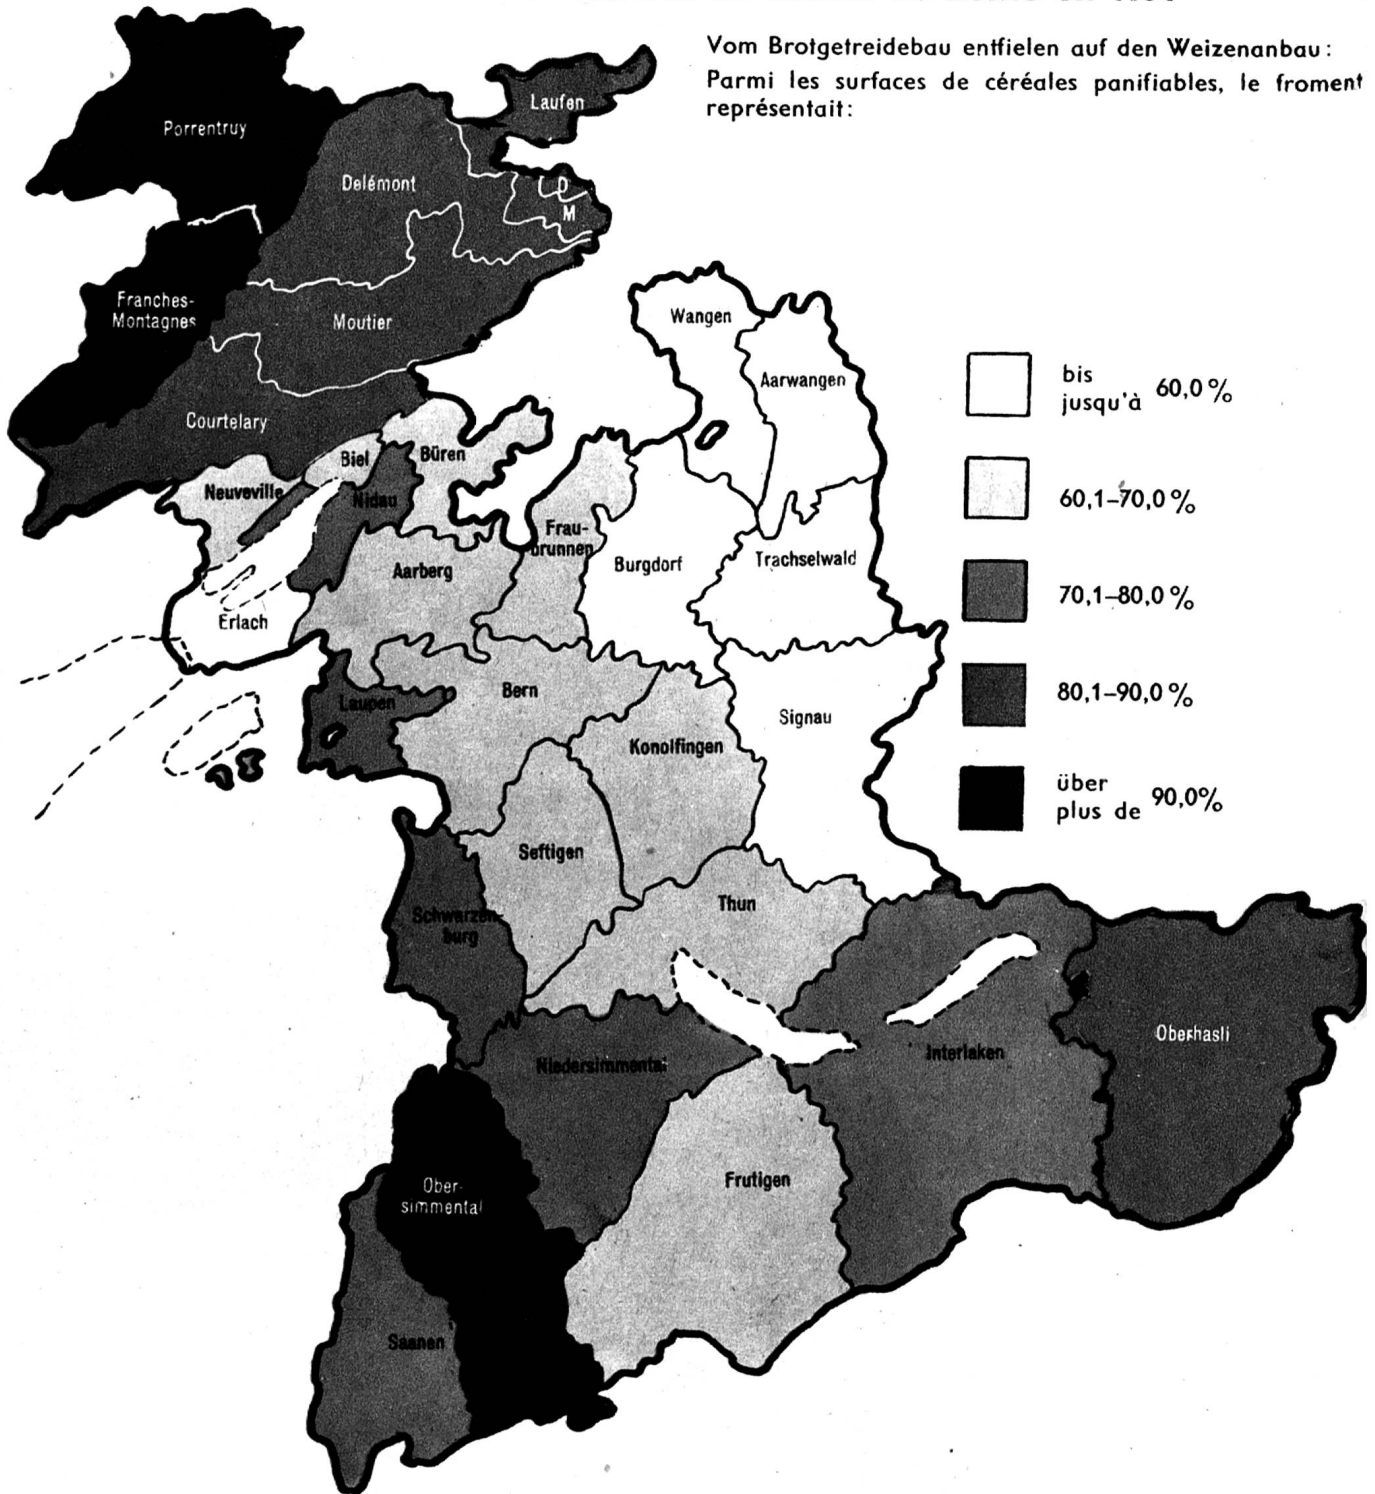 Vom Brotgetreidebau entfielen auf den Weizenanbau:
Parmi les surfaces de céréales panifiables, le froment
représentait:
Laufen
Porrentruy
Delémont
D
M
Franches-
Montagnes
Moutier
Wangen
Aarwangen
Courtelary
Biel
Büren
Neuveville
Nidau
Frau-
brunnen
Aarberg
Burgdorf
Trachselwald
Erlach
Bern
Laupen
Signau
Konolfingen
Seftigen
Thun
Schwarzen-
burg
Oberhasli
Interlaken
Niedersimmental
Frutigen
Ober-
simmental
Saanen
bis
jusqu'à 60,0%
60,1–70,0%
70,1–80,0%
80,1–90,0%
über
plus de 90,0%